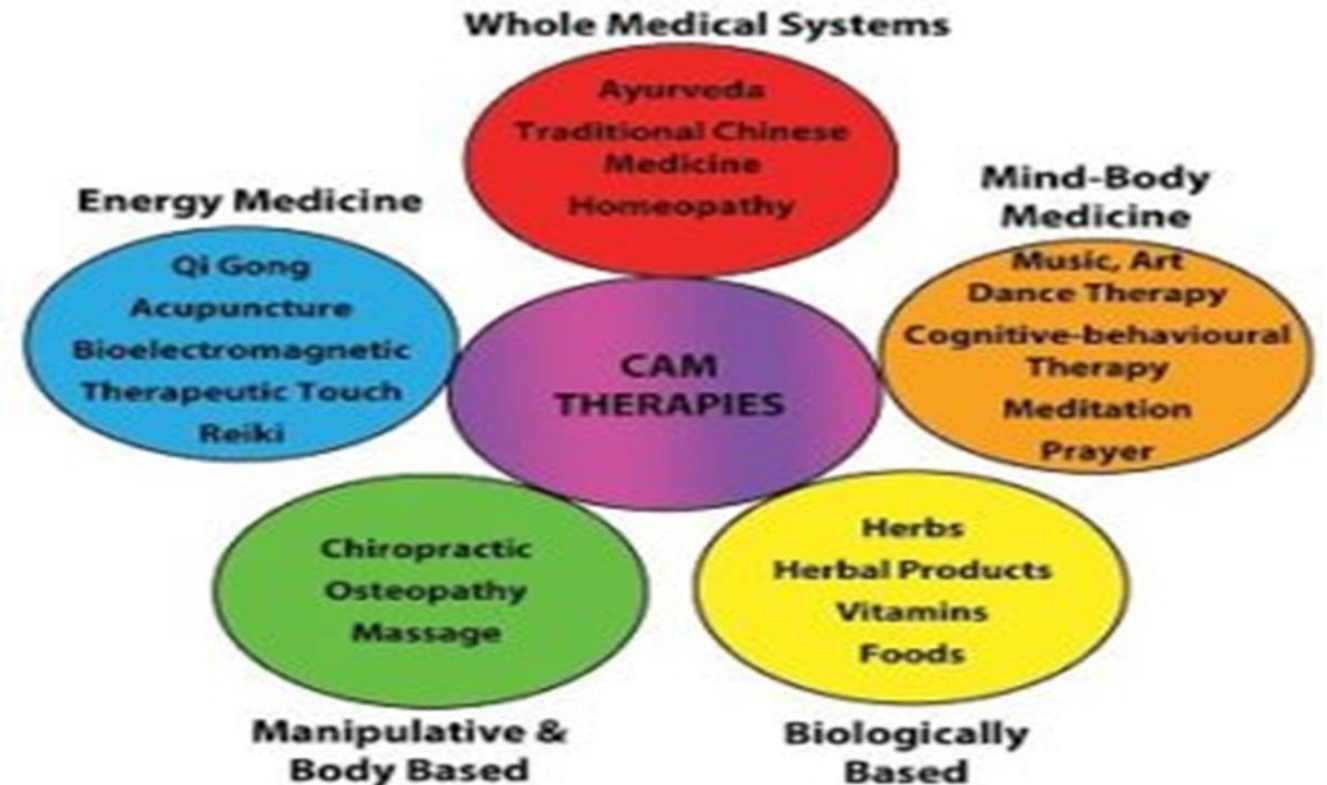 Whole Medical Systems
Ayurveda
Traditional Chinese
Medicine
Homeopathy
Energy Medicine
Qi Gong
Acupuncture
Bioelectromagnetic
Therapeutic Touch
Reiki
Mind-Body
Medicine
Music, Art
Dance Therapy
Cognitive-behavioural
Therapy
Meditation
Prayer
CAM
THERAPIES
Chiropractic
Osteopathy
Massage
Manipulative &
Body Based
Herbs
Herbal Products
Vitamins
Foods
Biologically
Based